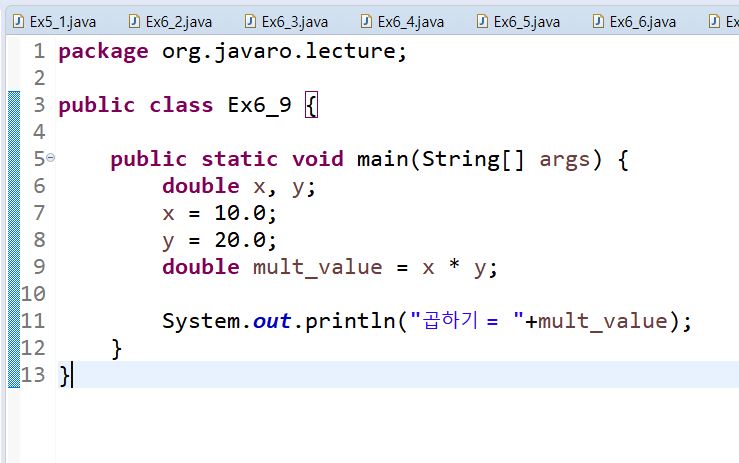 Ex5_1.java Ex6_2.java Ex6_3.java Ex6_4.java Ex6_5.java Ex6_6.java Ex
1 package org.javaro.lecture;
2
3 public class Ex6_9 {
4
5 public static void main(String[] args) {
6 double x, y;
7 x = 10.0;
8 y = 20.0;
9 double mult_value = x * y;
10
11 System.out.println("곱하기 = "+mult_value);
12 }
13 }